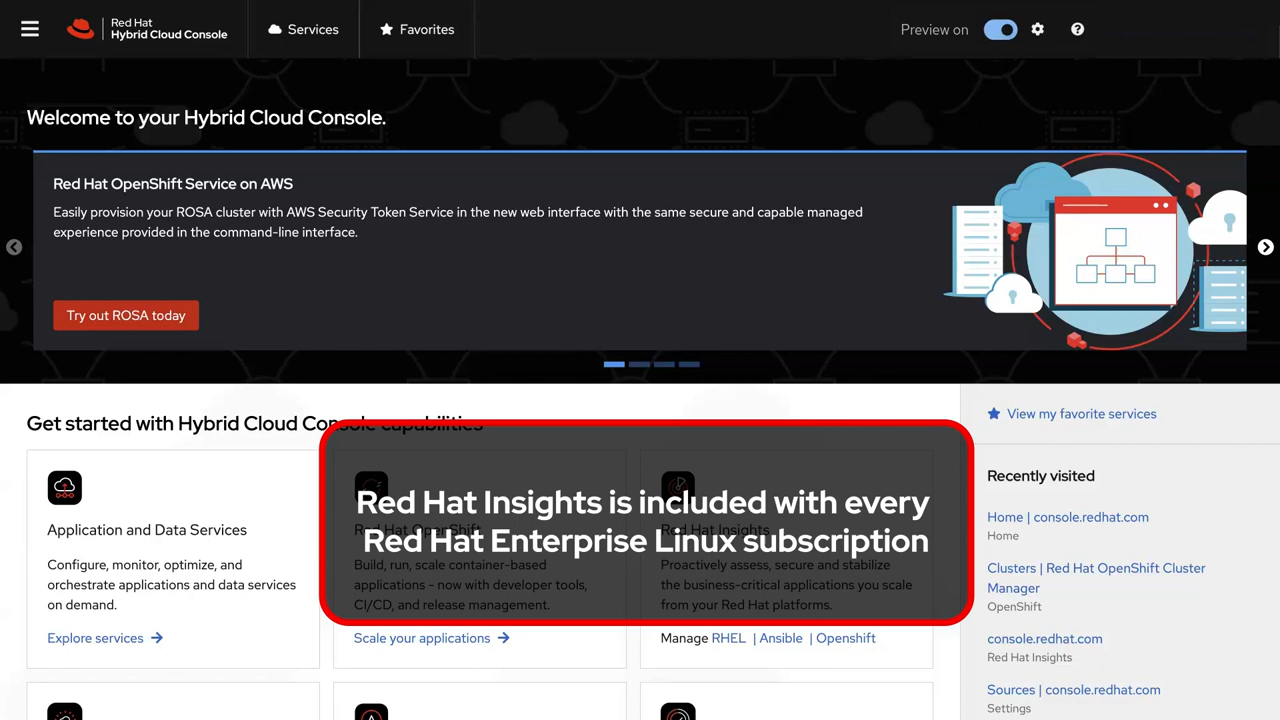 Red Hat
Hybrid Cloud Console
Services
Favorites
Preview on
Welcome to your Hybrid Cloud Console.
Red Hat OpenShift Service on AWS
Easily provision your ROSA cluster with AWS Security Token Service in the new web interface with the same secure and capable managed
experience provided in the command-line interface.
Try out ROSA today
Get started with Hybrid Cloud Console capabilities
Red Hat Insights is included with every
Red Hat Enterprise Linux subscription
Application and Data Services
Configure, monitor, optimize, and
orchestrate applications and data services
on demand.
Explore services
Red Hat OpenShift
Build, run, scale container-based
applications - now with developer tools,
CI/CD, and release management.
Scale your applications
Red Hat Insights
Proactively assess, secure and stabilize
the business-critical applications you scale
from your Red Hat platforms.
Manage RHEL | Ansible | Openshift
View my favorite services
Recently visited
Home | console.redhat.com
Home
Clusters | Red Hat OpenShift Cluster
Manager
OpenShift
console.redhat.com
Red Hat Insights
Sources | console.redhat.com
Settings